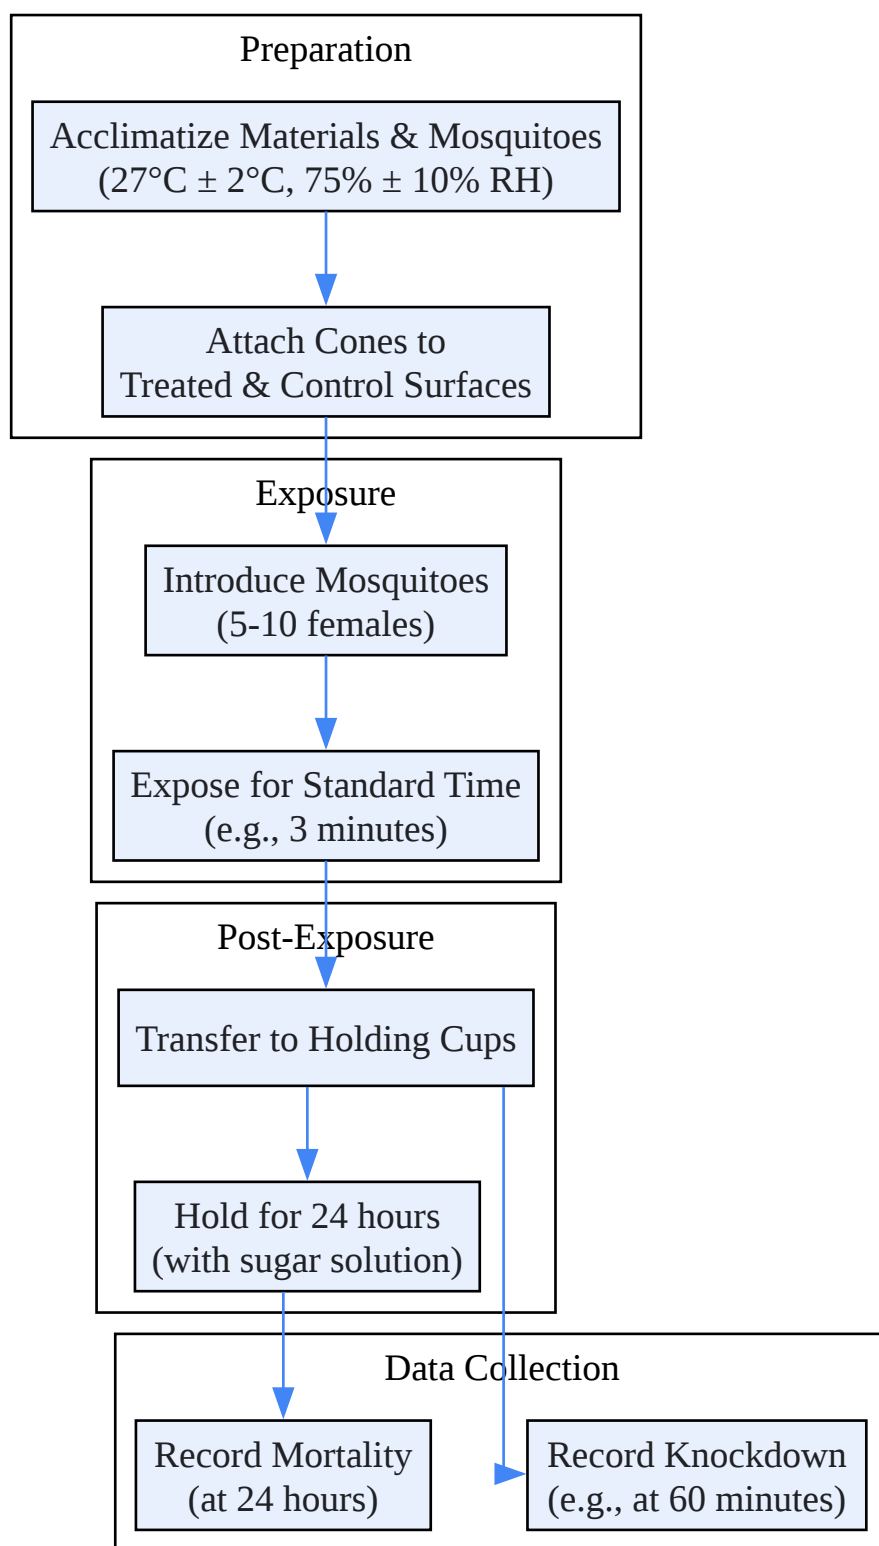 Preparation
Acclimatize Materials & Mosquitoes
(27°C ± 2°C, 75% ± 10% RH)
Attach Cones to
Treated & Control Surfaces
Exposure
Introduce Mosquitoes
(5-10 females)
Expose for Standard Time
(e.g., 3 minutes)
Post-Exposure
Transfer to Holding Cups
Hold for 24 hours
(with sugar solution)
Data Collection
Record Mortality
(at 24 hours)
Record Knockdown
(e.g., at 60 minutes)